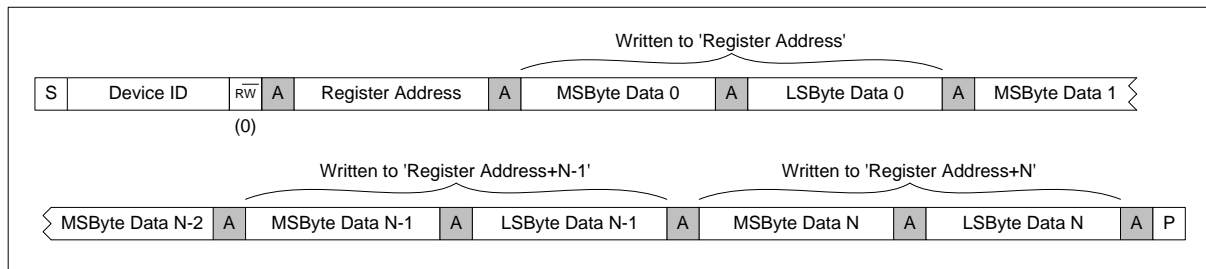 Written to 'Register Address'
S Device ID RW A Register Address A MSByte Data 0 A LSByte Data 0 A MSByte Data 1
(0)
Written to 'Register Address+N-1' Written to 'Register Address+N'
MSByte Data N-2 A MSByte Data N-1 A LSByte Data N-1 A MSByte Data N A LSByte Data N A P